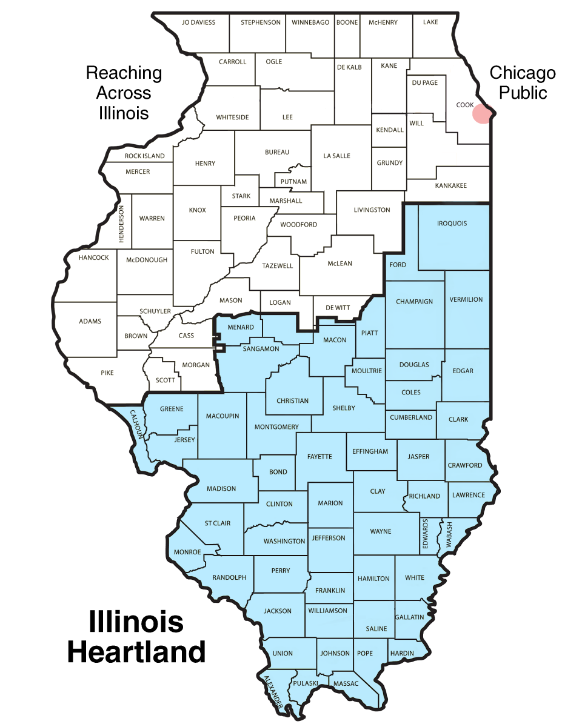 JO DAVIESS
STEPHENSON
WINNEBAGO
BOONE
McHENRY
LAKE
CARROLL
OGLE
DE KALB
KANE
Reaching
Across
Illinois
Chicago
Public
DU PAGE
COOK
WHITESIDE
LEE
WILL
KENDALL
ROCK ISLAND
MERCER
HENRY
BUREAU
LA SALLE
GRUNDY
PUTNAM
KANKAKEE
STARK
MARSHALL
HENDERSON
WARREN
KNOX
PEORIA
WOODFORD
LIVINGSTON
IROQUOIS
HANCOCK
McDONOUGH
FULTON
TAZEWELL
McLEAN
FORD
MASON
LOGAN
DE WITT
CHAMPAIGN
VERMILION
ADAMS
SCHUYLER
BROWN
CASS
MENARD
MACON
PIATT
SANGAMON
PIKE
MORGAN
SCOTT
MOULTRIE
DOUGLAS
EDGAR
COLES
CHRISTIAN
SHELBY
CALHOUN
GREENE
MACOUPIN
MONTGOMERY
CUMBERLAND
CLARK
JERSEY
FAYETTE
EFFINGHAM
JASPER
CRAWFORD
BOND
MADISON
CLAY
RICHLAND
LAWRENCE
CLINTON
MARION
ST CLAIR
WAYNE
EDWARDS
WABASH
WASHINGTON
JEFFERSON
MONROE
RANDOLPH
PERRY
HAMILTON
WHITE
FRANKLIN
JACKSON
WILLIAMSON
GALLATIN
SALINE
Illinois
Heartland
UNION
JOHNSON
POPE
HARDIN
ALEXANDER
PULASKI
MASSAC